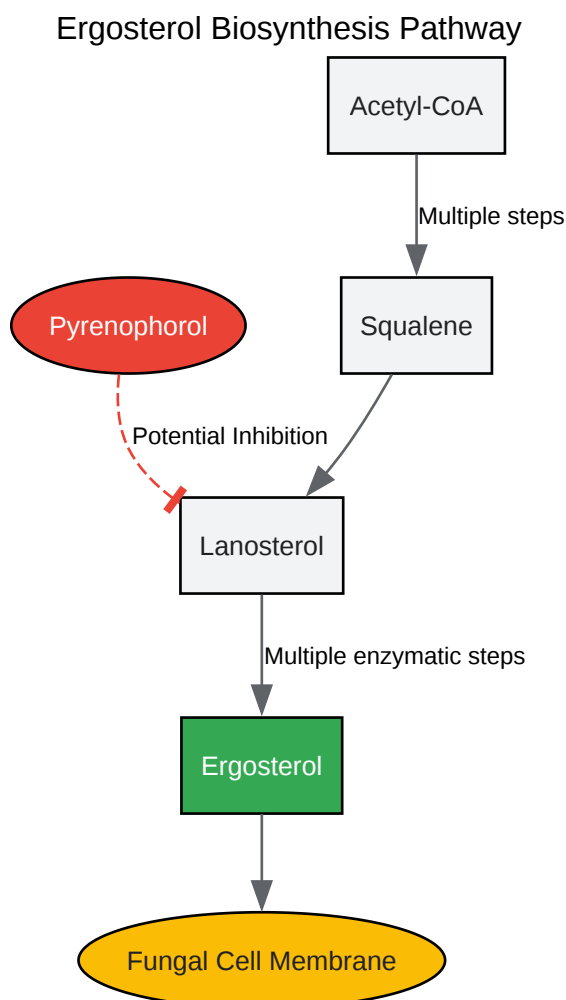 Ergosterol Biosynthesis Pathway
Acetyl-CoA
Multiple steps
Pyrenophorol
Squalene
Potential Inhibition
Lanosterol
Multiple enzymatic steps
Ergosterol
Fungal Cell Membrane